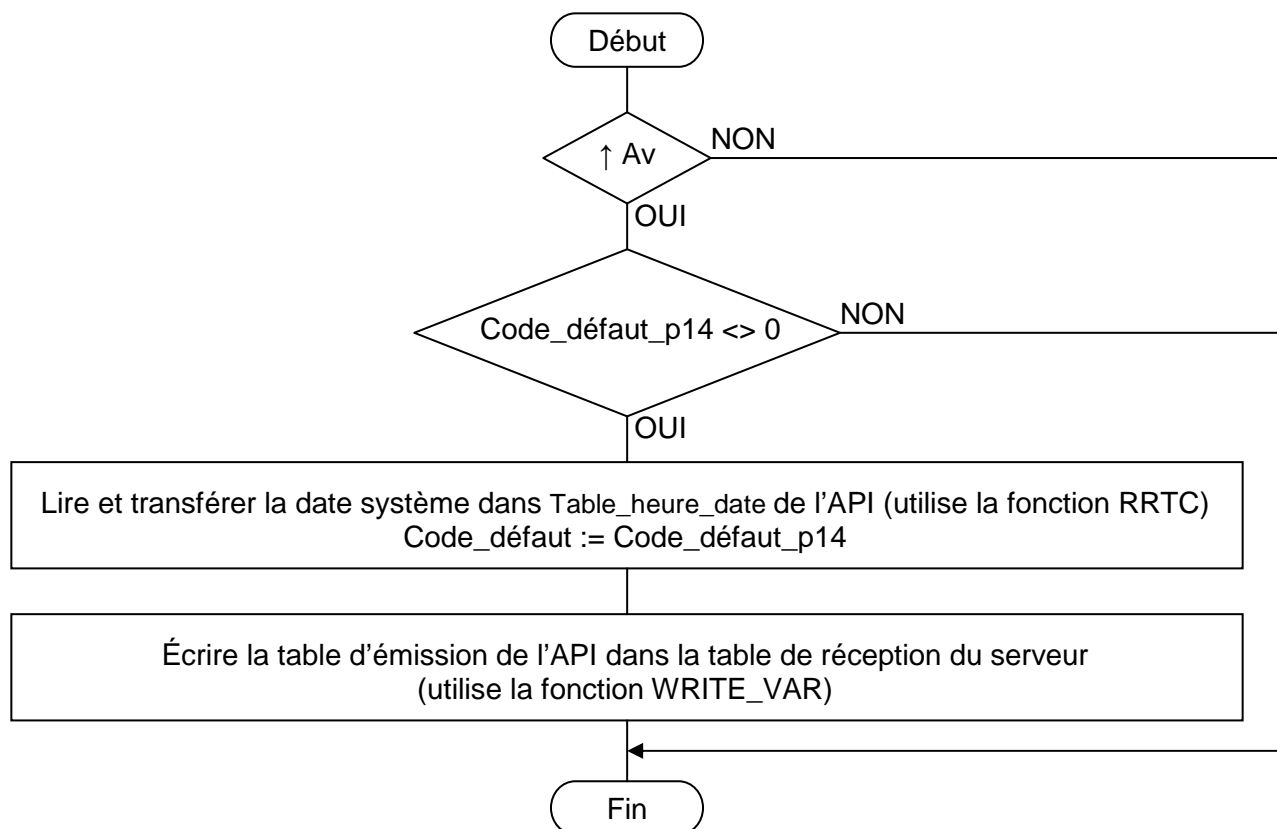 Début
↑ Av
NON
OUI
Code_défaut_p14 <> 0
NON
OUI
Lire et transférer la date système dans Table_heure_date de l’API (utilise la fonction RRTC)
Code_défaut := Code_défaut_p14
Écrire la table d’émission de l’API dans la table de réception du serveur
(utilise la fonction WRITE_VAR)
Fin